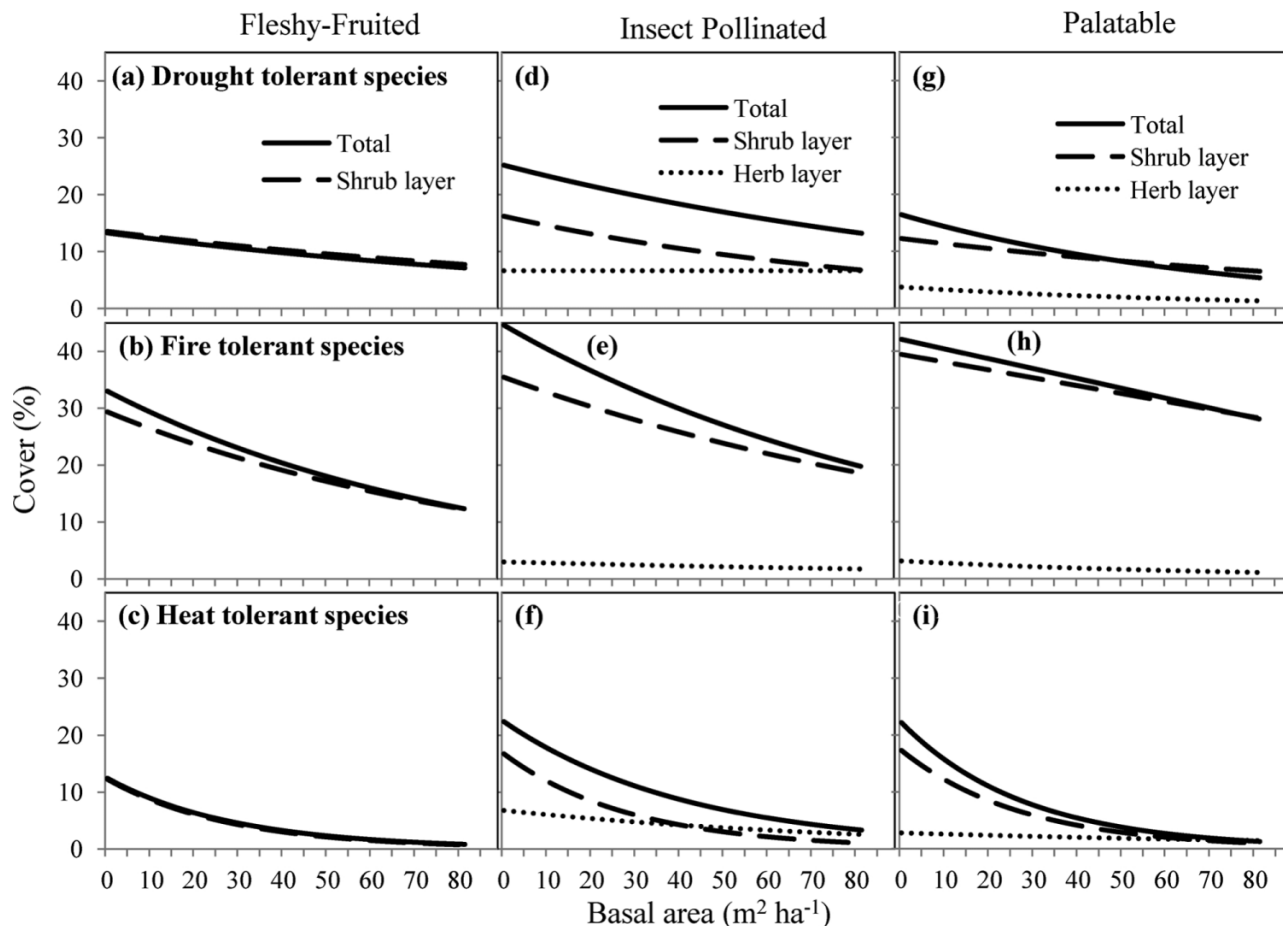 Fleshy-Fruited
Insect Pollinated
Palatable
Cover (%)
40
30
20
10
0
(a) Drought tolerant species
Total
Shrub layer
(d)
Total
Shrub layer
Herb layer
(g)
Total
Shrub layer
Herb layer
40
30
20
10
0
(b) Fire tolerant species
(e)
(h)
40
30
20
10
0
(c) Heat tolerant species
(f)
(i)
0 10 20 30 40 50 60 70 80
0 10 20 30 40 50 60 70 80
0 10 20 30 40 50 60 70 80
Basal area (m² ha⁻¹)